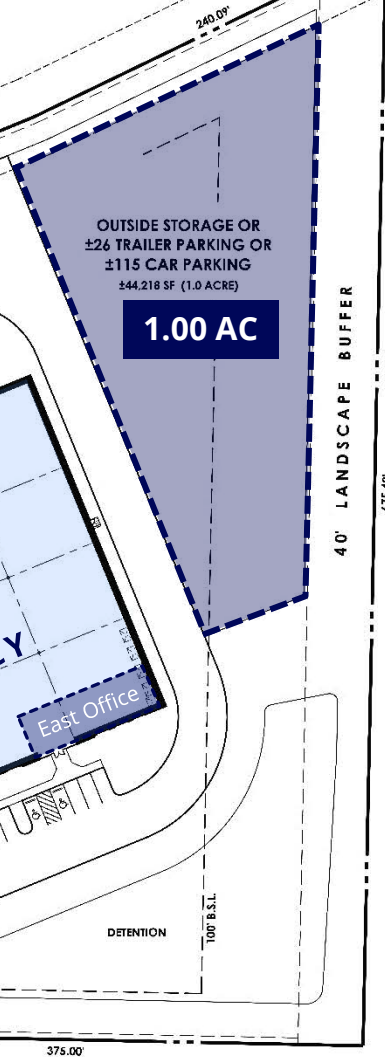 240.09'
OUTSIDE STORAGE OR
±26 TRAILER PARKING OR
±115 CAR PARKING
±44,218 SF (1.0 ACRE)
1.00 AC
40' LANDSCAPE BUFFER
Y
East Office
100' B.S.L.
DETENTION
375.00'